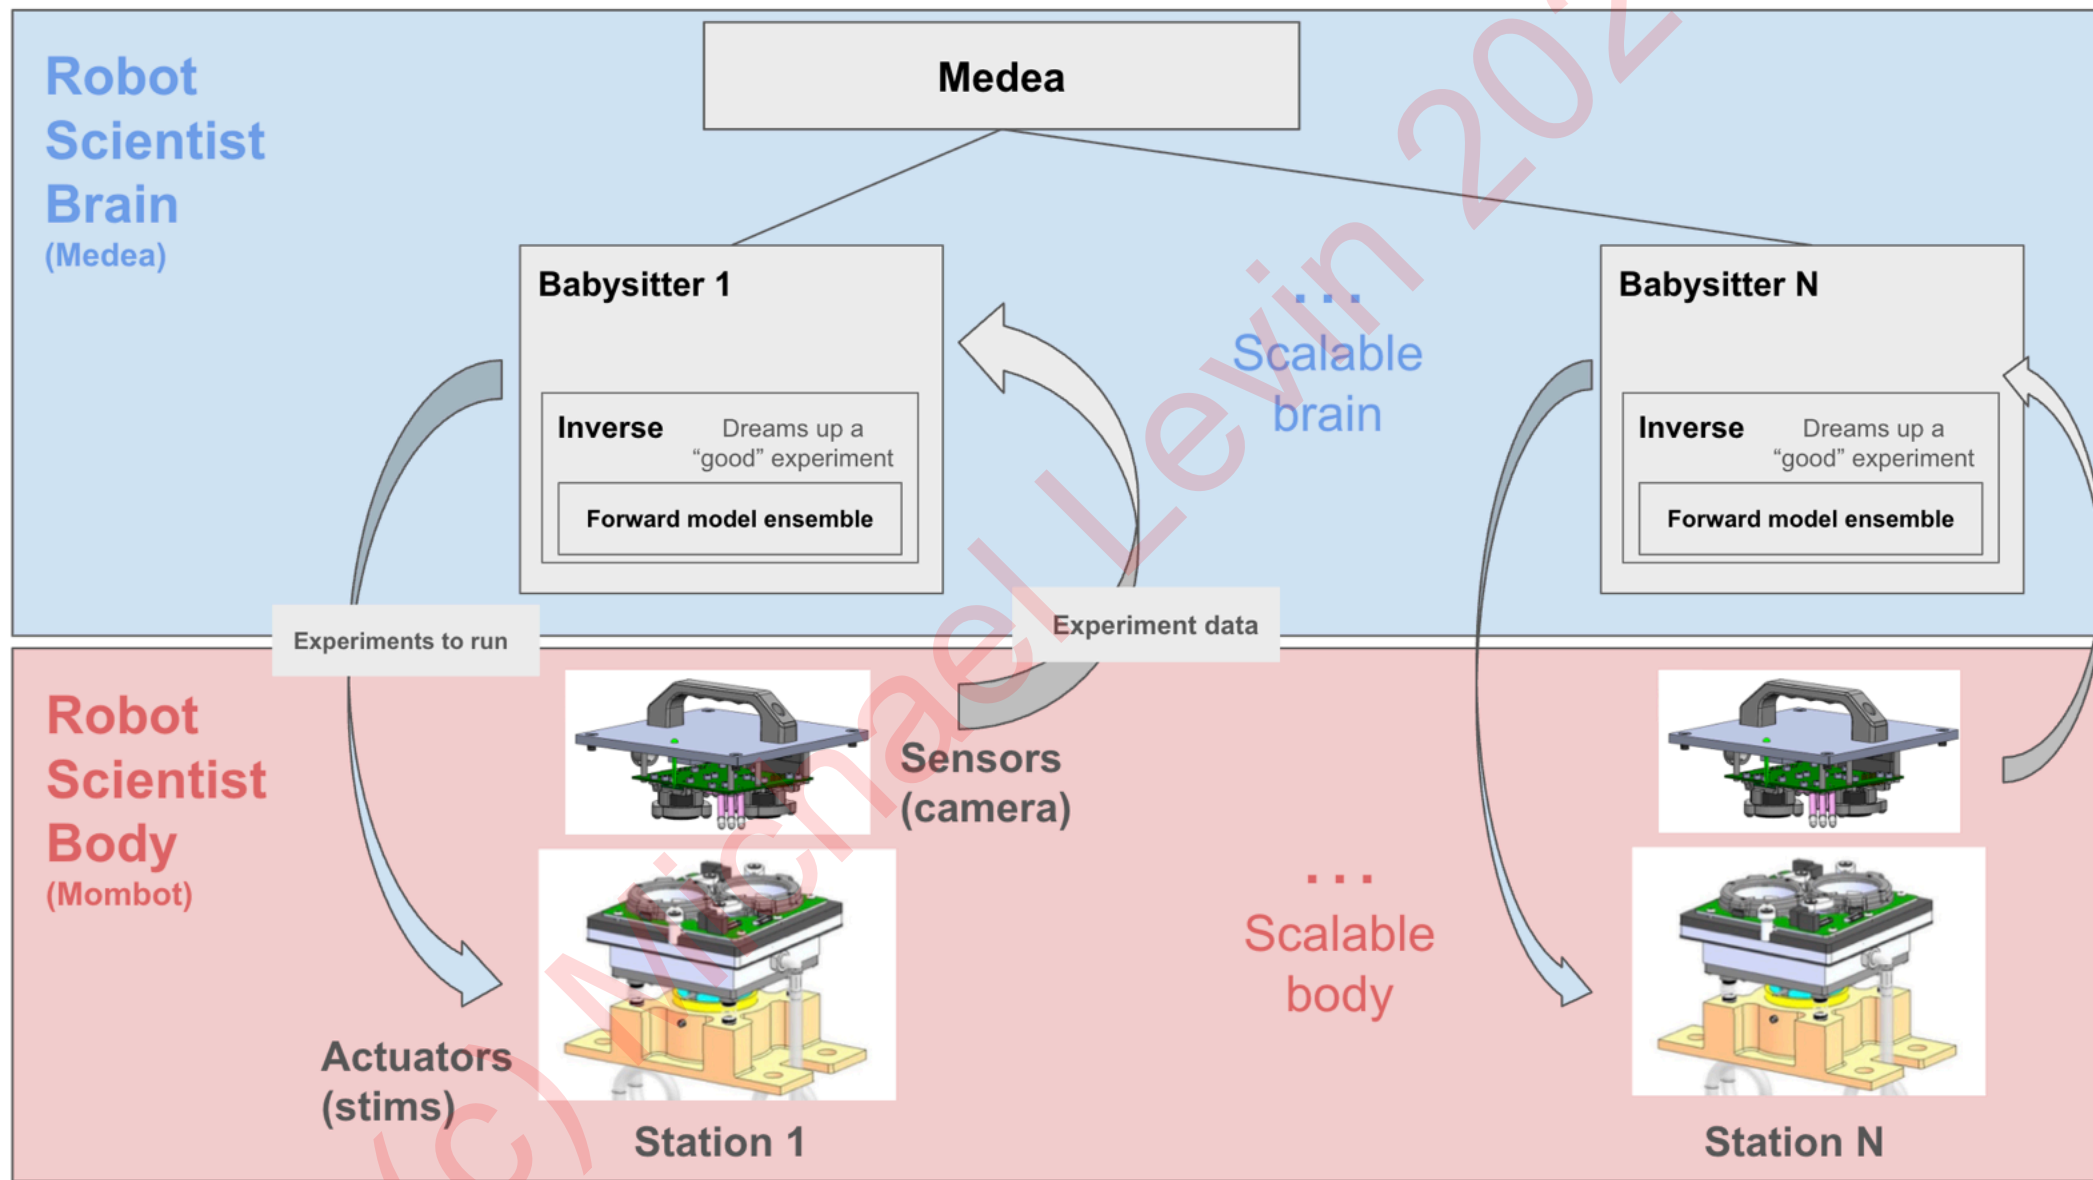 Robot
Scientist
Brain
(Medea)
Medea
Babysitter 1
Inverse
Dreams up a
“good” experiment
Forward model ensemble
...
Scalable
brain
Babysitter N
Inverse
Dreams up a
“good” experiment
Forward model ensemble
Experiments to run
Experiment data
Robot
Scientist
Body
(Mombot)
Sensors
(camera)
Actuators
(stims)
Station 1
...
Scalable
body
Station N
(c) Michael Levin